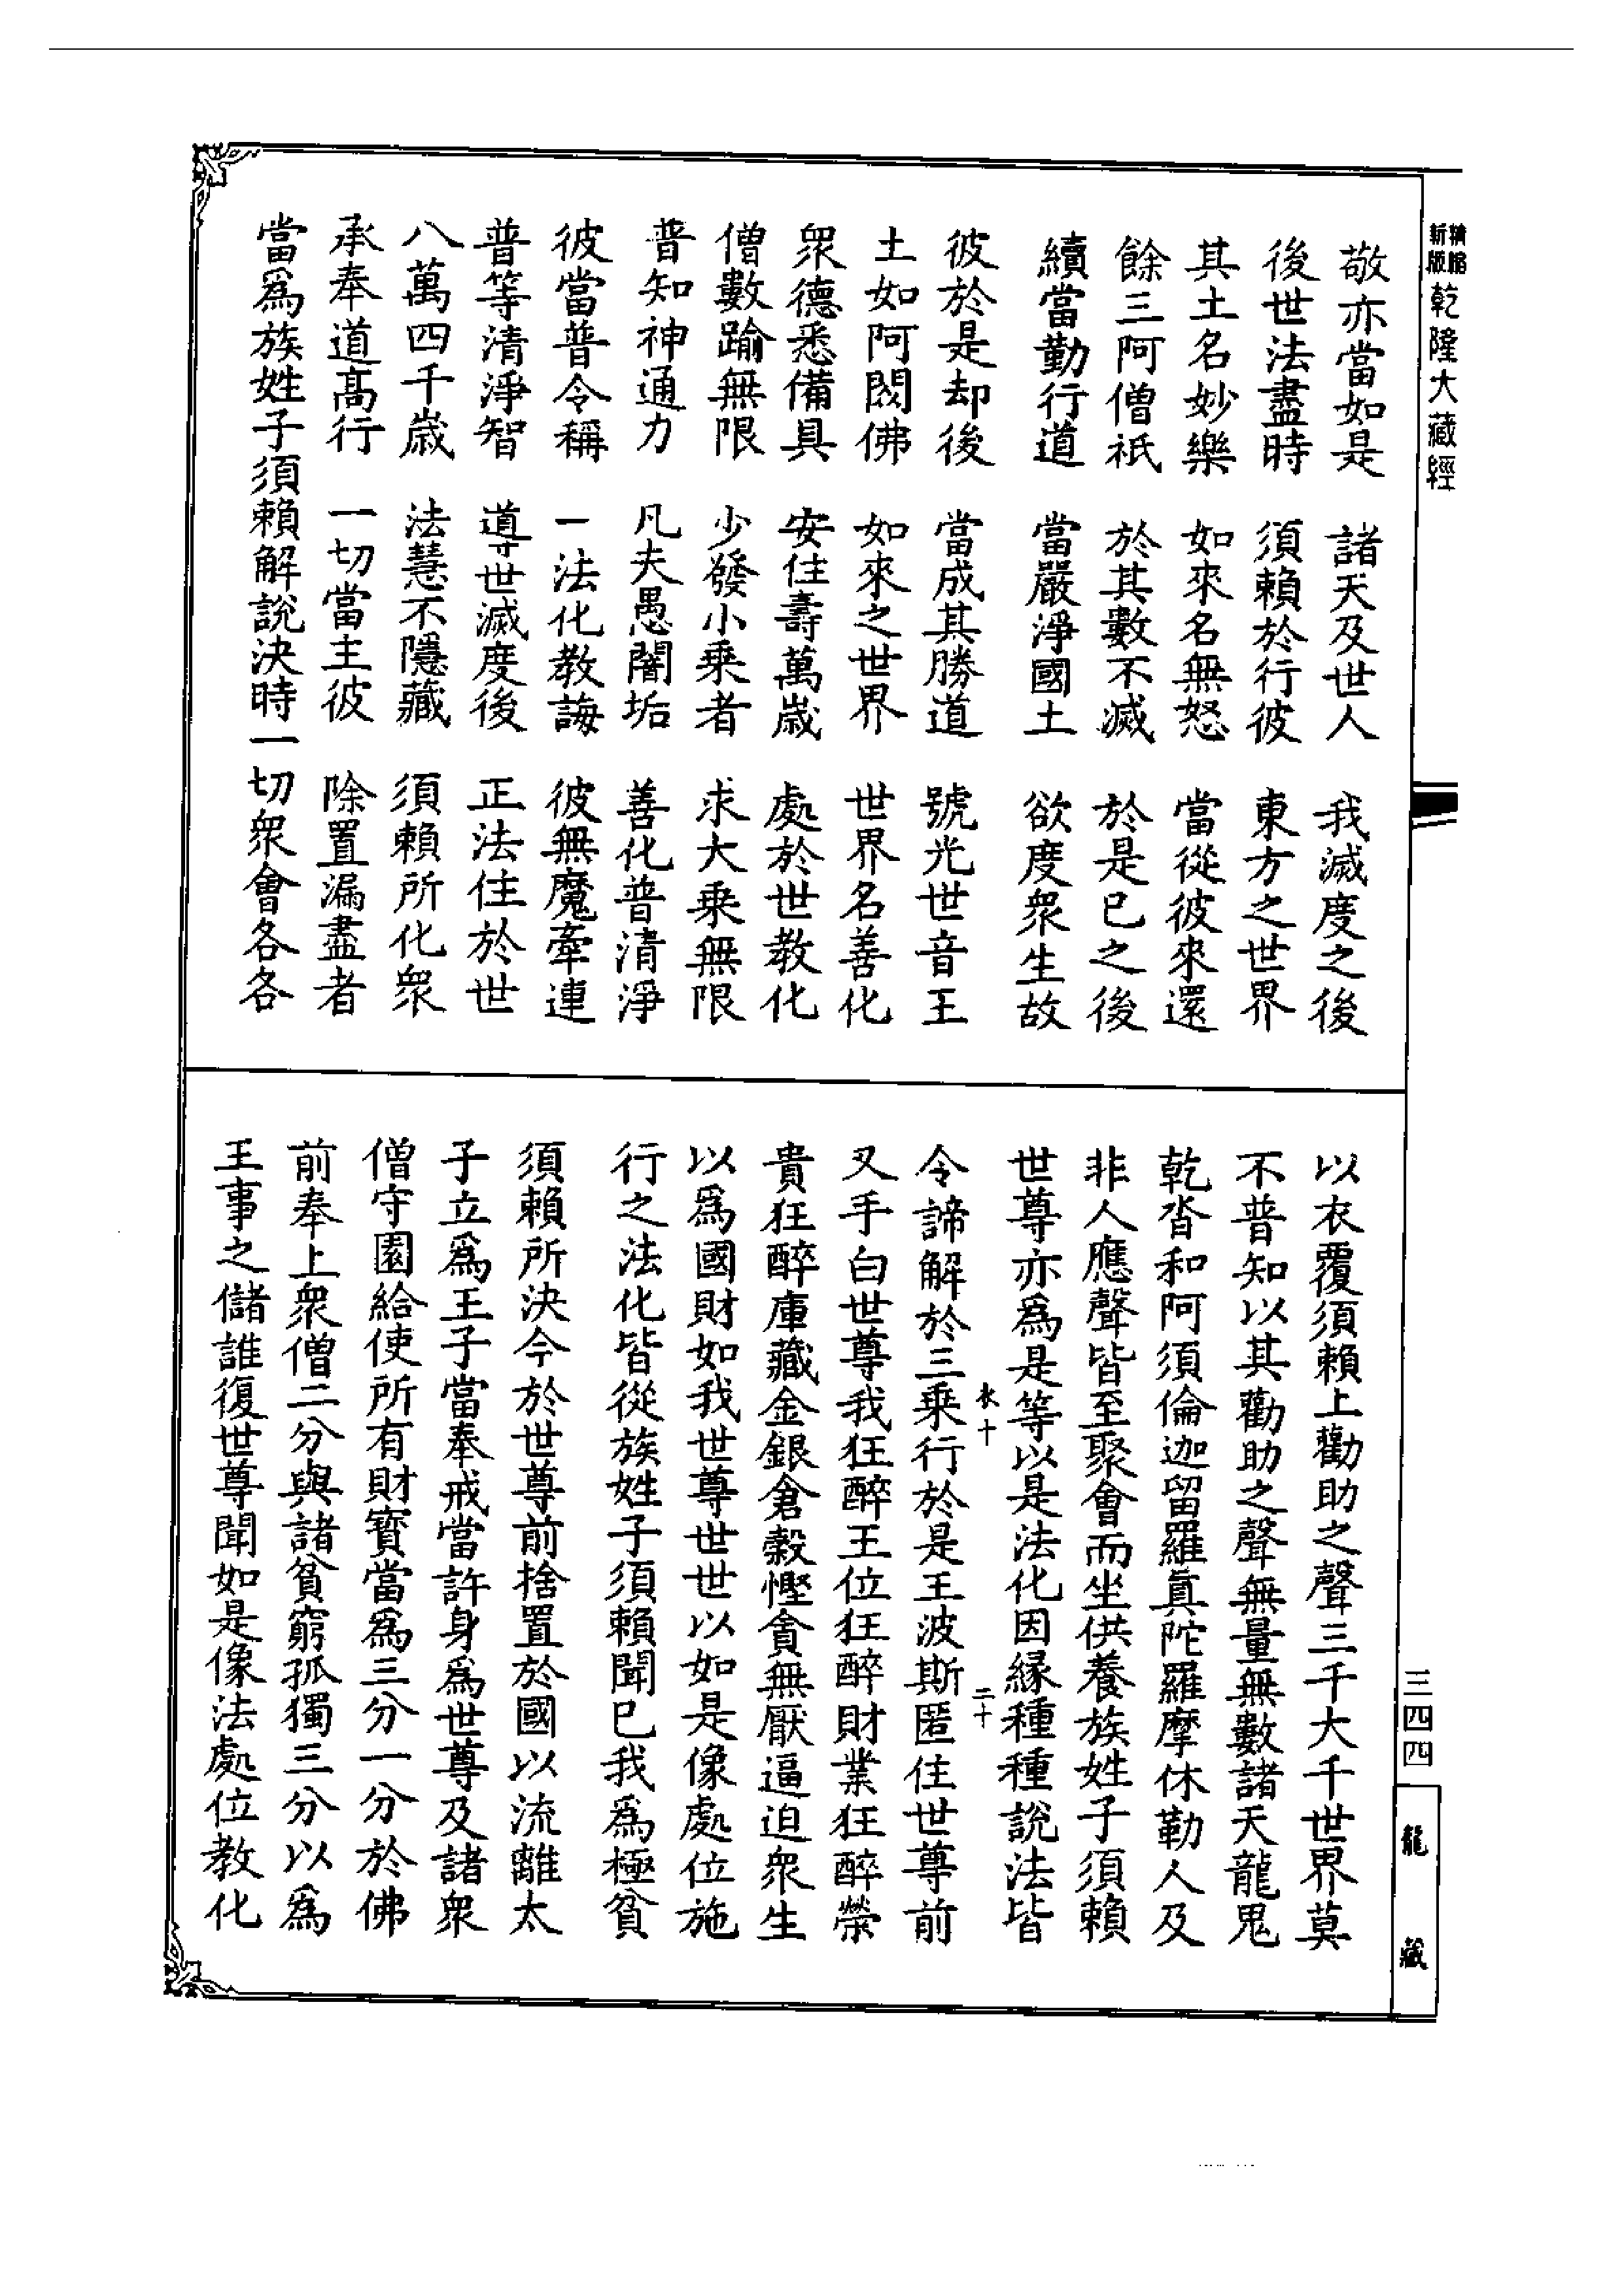 精縮新版乾隆大藏經
敬亦當如是　諸天及世人　我滅度之後
後世法盡時　須賴於行彼　東方之世界
其土名妙樂　如來名無怒　當從彼來還
餘三阿僧祇　於其數不滅　於是已之後
續當勤行道　當嚴淨國土　欲度眾生故
彼於是却後　當成其勝道　號光世音王
土如阿閦佛　如來之世界　世界名善化
眾德悉備具　安住壽萬歲　處於世教化
僧數踰無限　少發小乘者　求大乘無限
普知神通力　凡夫愚闇垢　善化普清淨
彼當普令稱　一法化教誨　彼無魔牽連
普等清淨智　導世滅度後　正法住於世
八萬四千歲　法慧不隱藏　須賴所化眾
承奉道高行　一切當主彼　除置漏盡者
當爲族姓子須賴解說決時一切眾會各各
以衣覆須賴上勸助之聲三千大千世界莫
不普知以其勸助之聲無量無數諸天龍鬼
乾沓和阿須倫迦留羅真陀羅摩休勒人及
非人應聲皆至聚會而坐供養族姓子須賴
世尊亦爲是等以是法化因緣種種說法皆
令諦解於三乘行於是王波斯匿住世尊前
叉手白世尊我狂醉王位狂醉財業狂醉榮
貴狂醉庫藏金銀倉穀慳貪無厭逼迫眾生
以爲國財如我世尊世世以如是像處位施
行之法化皆從族姓子須賴聞已我爲極貧
須賴所決今於世尊前捨置於國以流離太
子立爲王子當奉戒當許身爲世尊及諸眾
僧守園給使所有財寶當爲三分一分於佛
前奉上眾僧二分與諸貧窮孤獨三分以爲
王事之儲誰復世尊聞如是像法處位教化
十
二十
三四四
龍藏